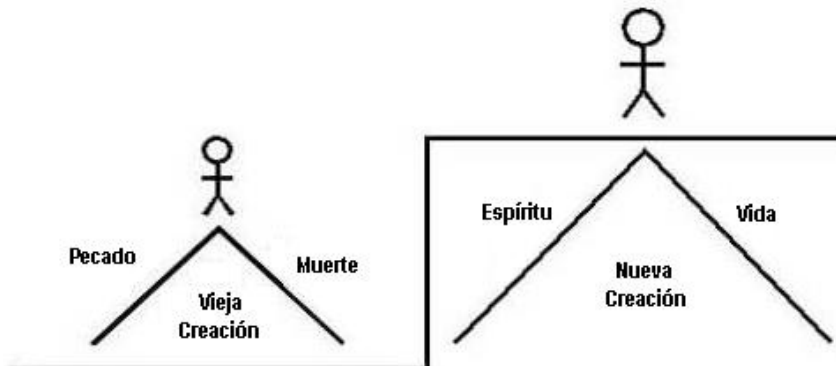 Pecado
Muerte
Vieja
Creación
Espíritu
Vida
Nueva
Creación